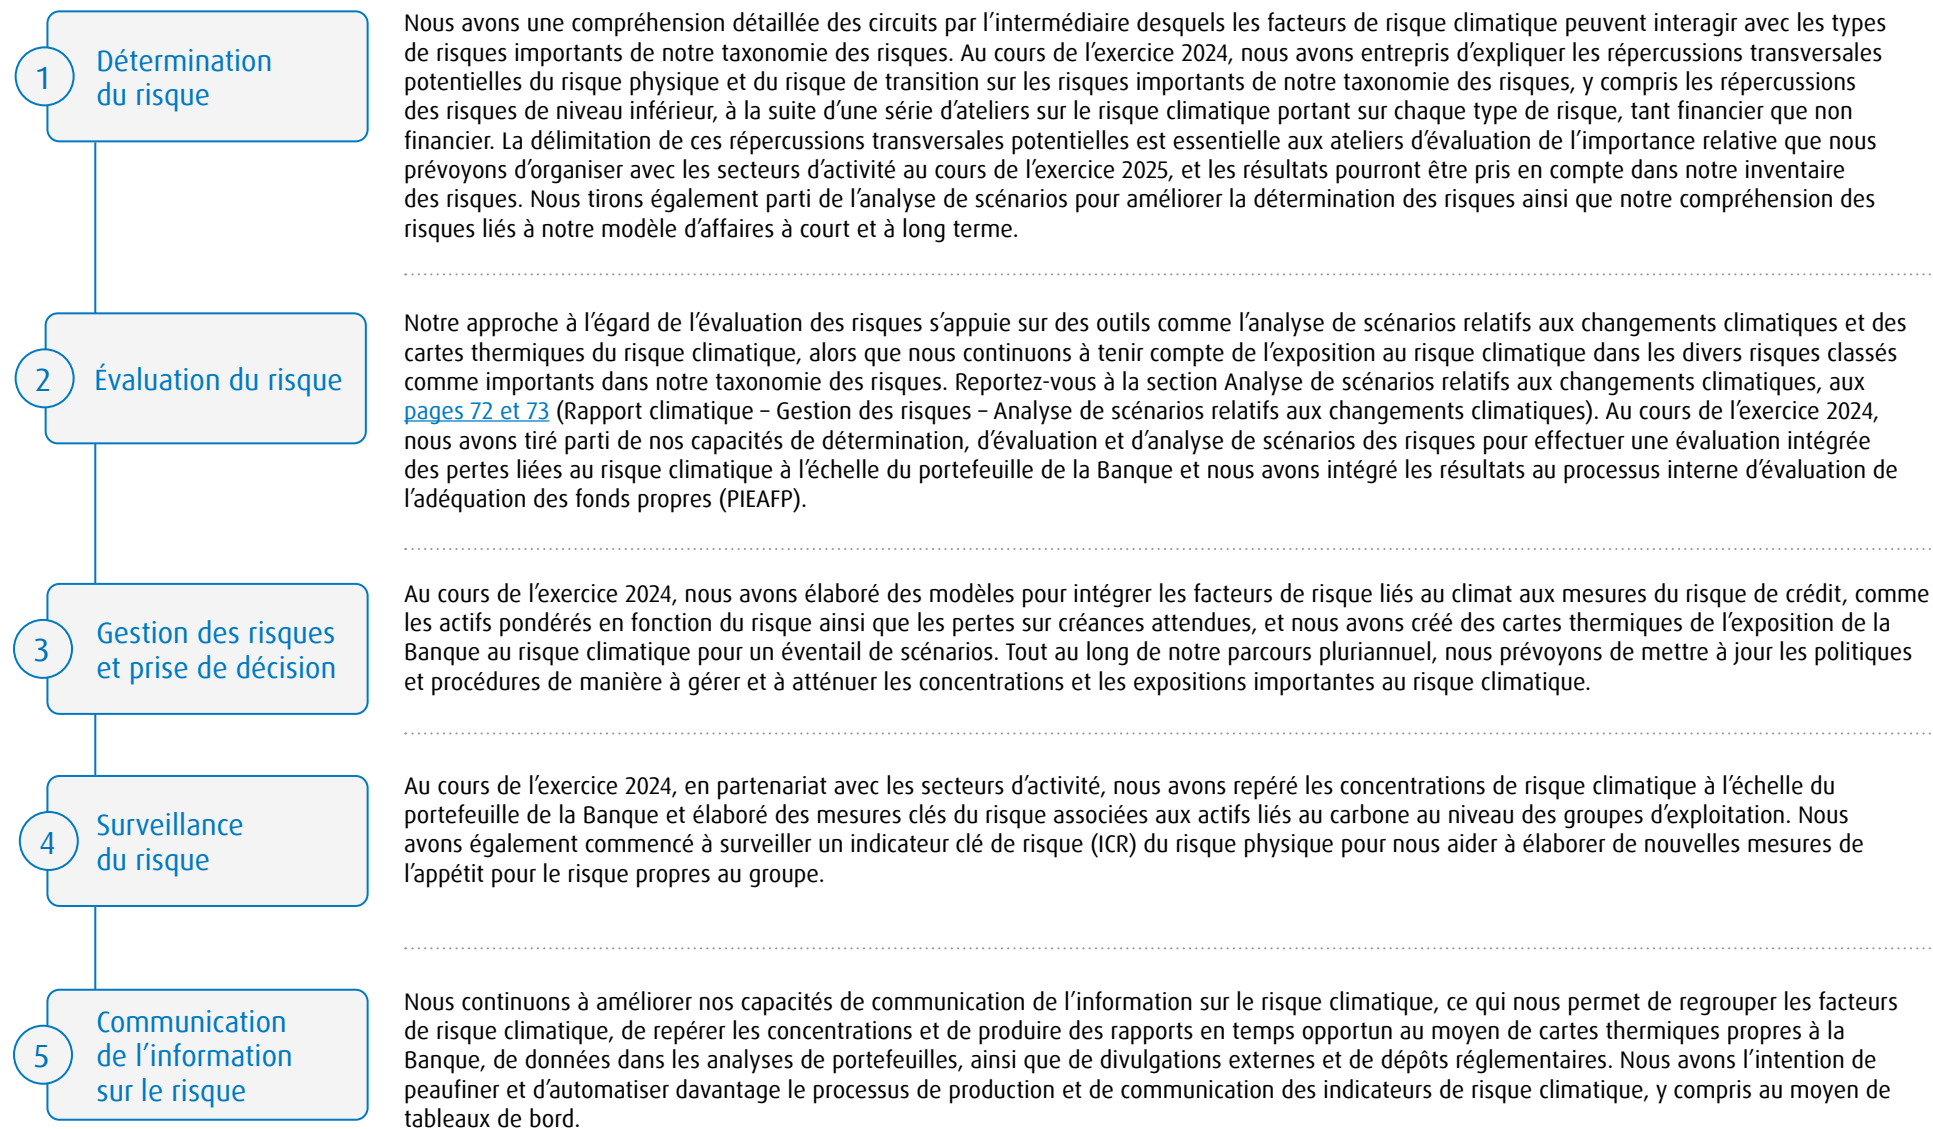 1
Détermination
du risque
Nous avons une compréhension détaillée des circuits par l’intermédiaire desquels les facteurs de risque climatique peuvent interagir avec les types
de risques importants de notre taxonomie des risques. Au cours de l’exercice 2024, nous avons entrepris d’expliquer les répercussions transversales
potentielles du risque physique et du risque de transition sur les risques importants de notre taxonomie des risques, y compris les répercussions
des risques de niveau inférieur, à la suite d’une série d’ateliers sur le risque climatique portant sur chaque type de risque, tant financier que non
financier. La délimitation de ces répercussions transversales potentielles est essentielle aux ateliers d’évaluation de l’importance relative que nous
prévoyons d’organiser avec les secteurs d’activité au cours de l’exercice 2025, et les résultats pourront être pris en compte dans notre inventaire
des risques. Nous tirons également parti de l’analyse de scénarios pour améliorer la détermination des risques ainsi que notre compréhension des
risques liés à notre modèle d’affaires à court et à long terme.
2
Évaluation du risque
Notre approche à l’égard de l’évaluation des risques s’appuie sur des outils comme l’analyse de scénarios relatifs aux changements climatiques et des
cartes thermiques du risque climatique, alors que nous continuons à tenir compte de l’exposition au risque climatique dans les divers risques classés
comme importants dans notre taxonomie des risques. Reportez-vous à la section Analyse de scénarios relatifs aux changements climatiques, aux
pages 72 et 73 (Rapport climatique – Gestion des risques – Analyse de scénarios relatifs aux changements climatiques). Au cours de l’exercice 2024,
nous avons tiré parti de nos capacités de détermination, d’évaluation et d’analyse de scénarios des risques pour effectuer une évaluation intégrée
des pertes liées au risque climatique à l’échelle du portefeuille de la Banque et nous avons intégré les résultats au processus interne d’évaluation de
l’adéquation des fonds propres (PIEAFP).
3
Gestion des risques
et prise de décision
Au cours de l’exercice 2024, nous avons élaboré des modèles pour intégrer les facteurs de risque liés au climat aux mesures du risque de crédit, comme
les actifs pondérés en fonction du risque ainsi que les pertes sur créances attendues, et nous avons créé des cartes thermiques de l’exposition de la
Banque au risque climatique pour un éventail de scénarios. Tout au long de notre parcours pluriannuel, nous prévoyons de mettre à jour les politiques
et procédures de manière à gérer et à atténuer les concentrations et les expositions importantes au risque climatique.
4
Surveillance
du risque
Au cours de l’exercice 2024, en partenariat avec les secteurs d’activité, nous avons repéré les concentrations de risque climatique à l’échelle du
portefeuille de la Banque et élaboré des mesures clés du risque associées aux actifs liés au carbone au niveau des groupes d’exploitation. Nous
avons également commencé à surveiller un indicateur clé de risque (ICR) du risque physique pour nous aider à élaborer de nouvelles mesures de
l’appétit pour le risque propres au groupe.
5
Communication
de l’information
sur le risque
Nous continuons à améliorer nos capacités de communication de l’information sur le risque climatique, ce qui nous permet de regrouper les facteurs
de risque climatique, de repérer les concentrations et de produire des rapports en temps opportun au moyen de cartes thermiques propres à la
Banque, de données dans les analyses de portefeuilles, ainsi que de divulgations externes et de dépôts réglementaires. Nous avons l’intention de
peaufiner et d’automatiser davantage le processus de production et de communication des indicateurs de risque climatique, y compris au moyen de
tableaux de bord.